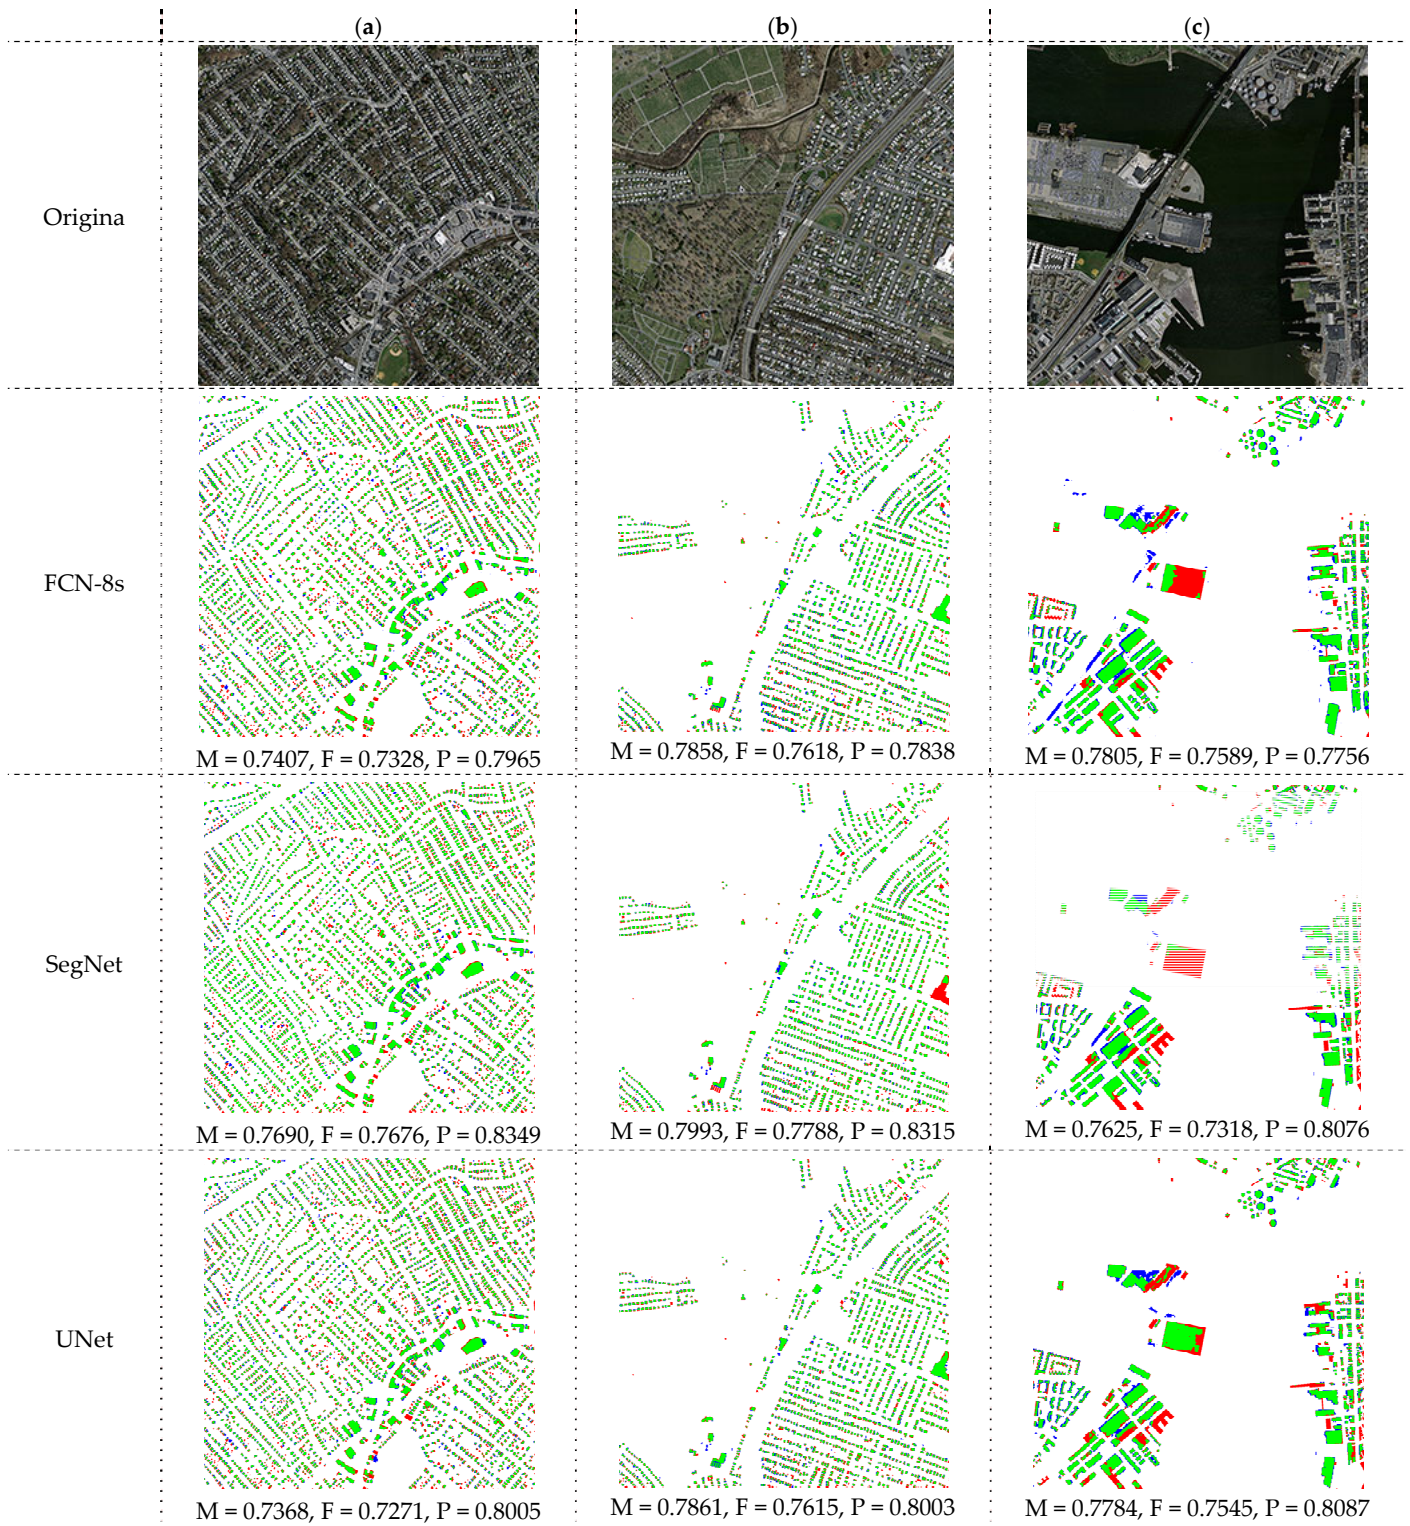 (a) (b) (c)
Origina
FCN-8s
M = 0.7407, F = 0.7328, P = 0.7965
M = 0.7858, F = 0.7618, P = 0.7838
M = 0.7805, F = 0.7589, P = 0.7756
SegNet
M = 0.7690, F = 0.7676, P = 0.8349
M = 0.7993, F = 0.7788, P = 0.8315
M = 0.7625, F = 0.7318, P = 0.8076
UNet
M = 0.7368, F = 0.7271, P = 0.8005
M = 0.7861, F = 0.7615, P = 0.8003
M = 0.7784, F = 0.7545, P = 0.8087